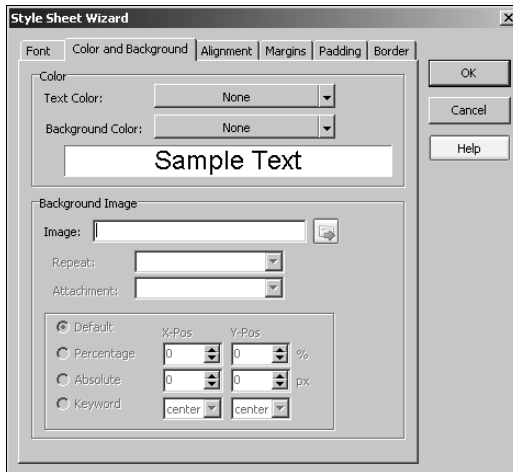 Style Sheet Wizard
Font Color and Background Alignment Margins Padding Border
OK
Cancel
Help
Color
Text Color: None
Background Color: None
Sample Text
Background Image
Image:
Repeat:
Attachment:
Default X-Pos Y-Pos
Percentage 0 0 %
Absolute 0 0 px
Keyword center center